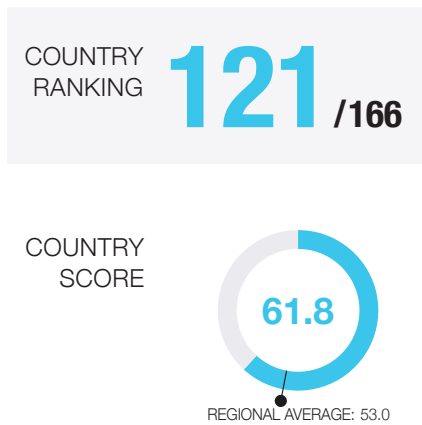 COUNTRY
RANKING
121 /166
COUNTRY
SCORE
61.8
REGIONAL AVERAGE: 53.0